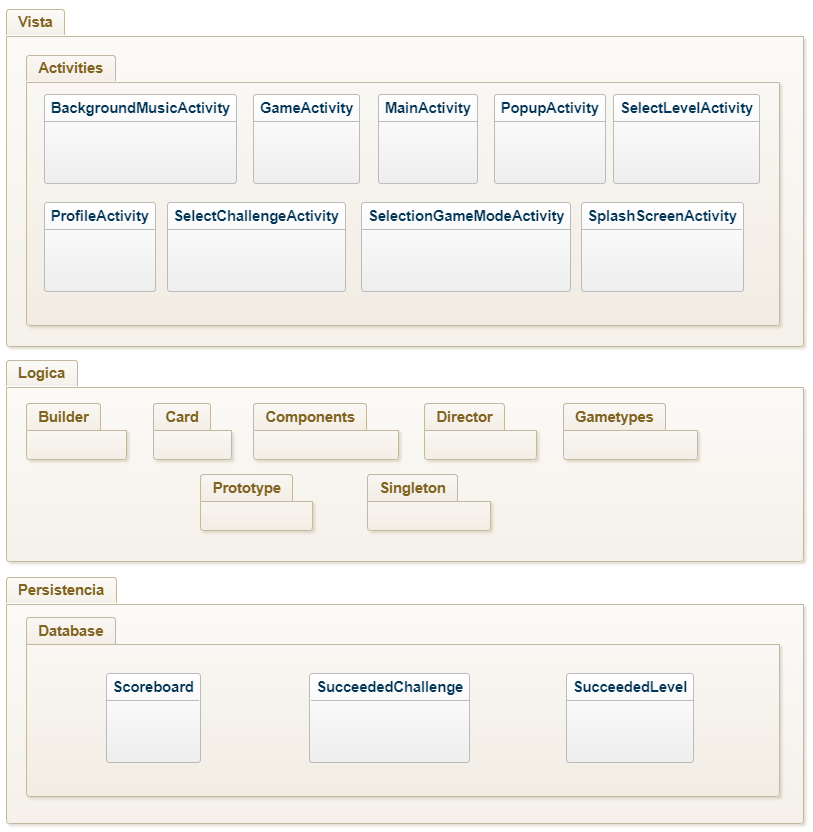 Vista
Activities
BackgroundMusicActivity GameActivity MainActivity PopupActivity SelectLevelActivity
ProfileActivity SelectChallengeActivity SelectionGameModeActivity SplashScreenActivity
Logica
Builder Card Components Director Gametypes
Prototype Singleton
Persistencia
Database
Scoreboard SucceededChallenge SucceededLevel